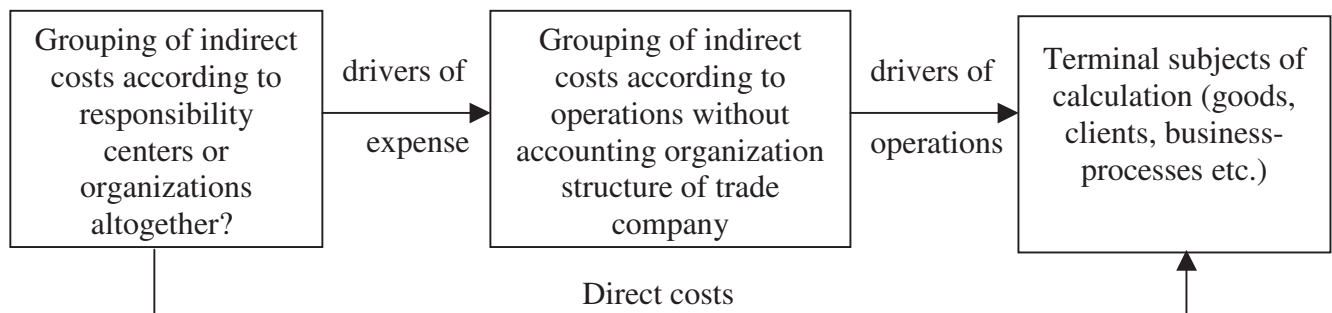 Grouping of indirect
costs according to
responsibility
centers or
organizations
altogether?
drivers of
expense
Grouping of indirect
costs according to
operations without
accounting organization
structure of trade
company
drivers of
operations
Terminal subjects of
calculation (goods,
clients, business-
processes etc.)
Direct costs